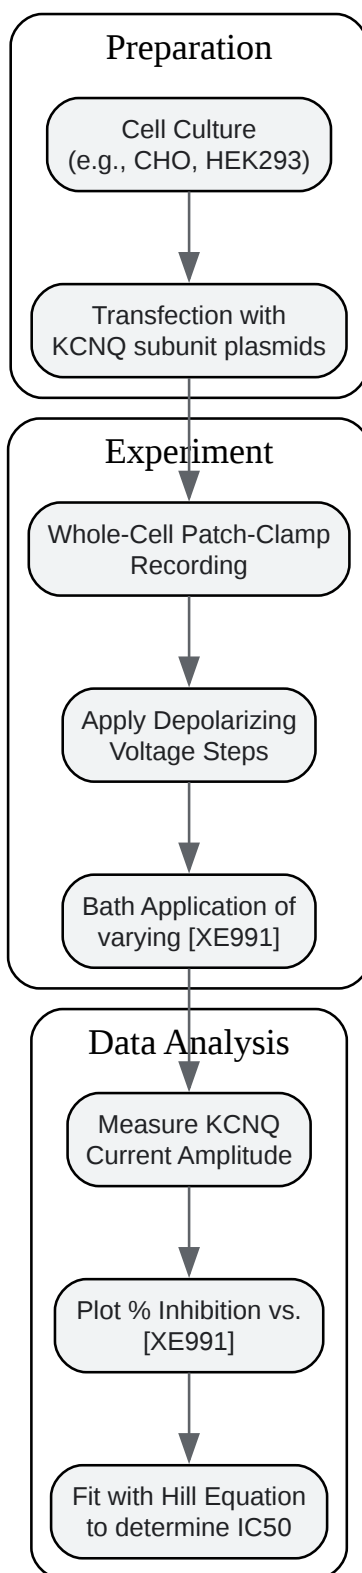 Preparation
Cell Culture
(e.g., CHO, HEK293)
Transfection with
KCNQ subunit plasmids
Experiment
Whole-Cell Patch-Clamp
Recording
Apply Depolarizing
Voltage Steps
Bath Application of
varying [XE991]
Data Analysis
Measure KCNQ
Current Amplitude
Plot % Inhibition vs.
[XE991]
Fit with Hill Equation
to determine IC50